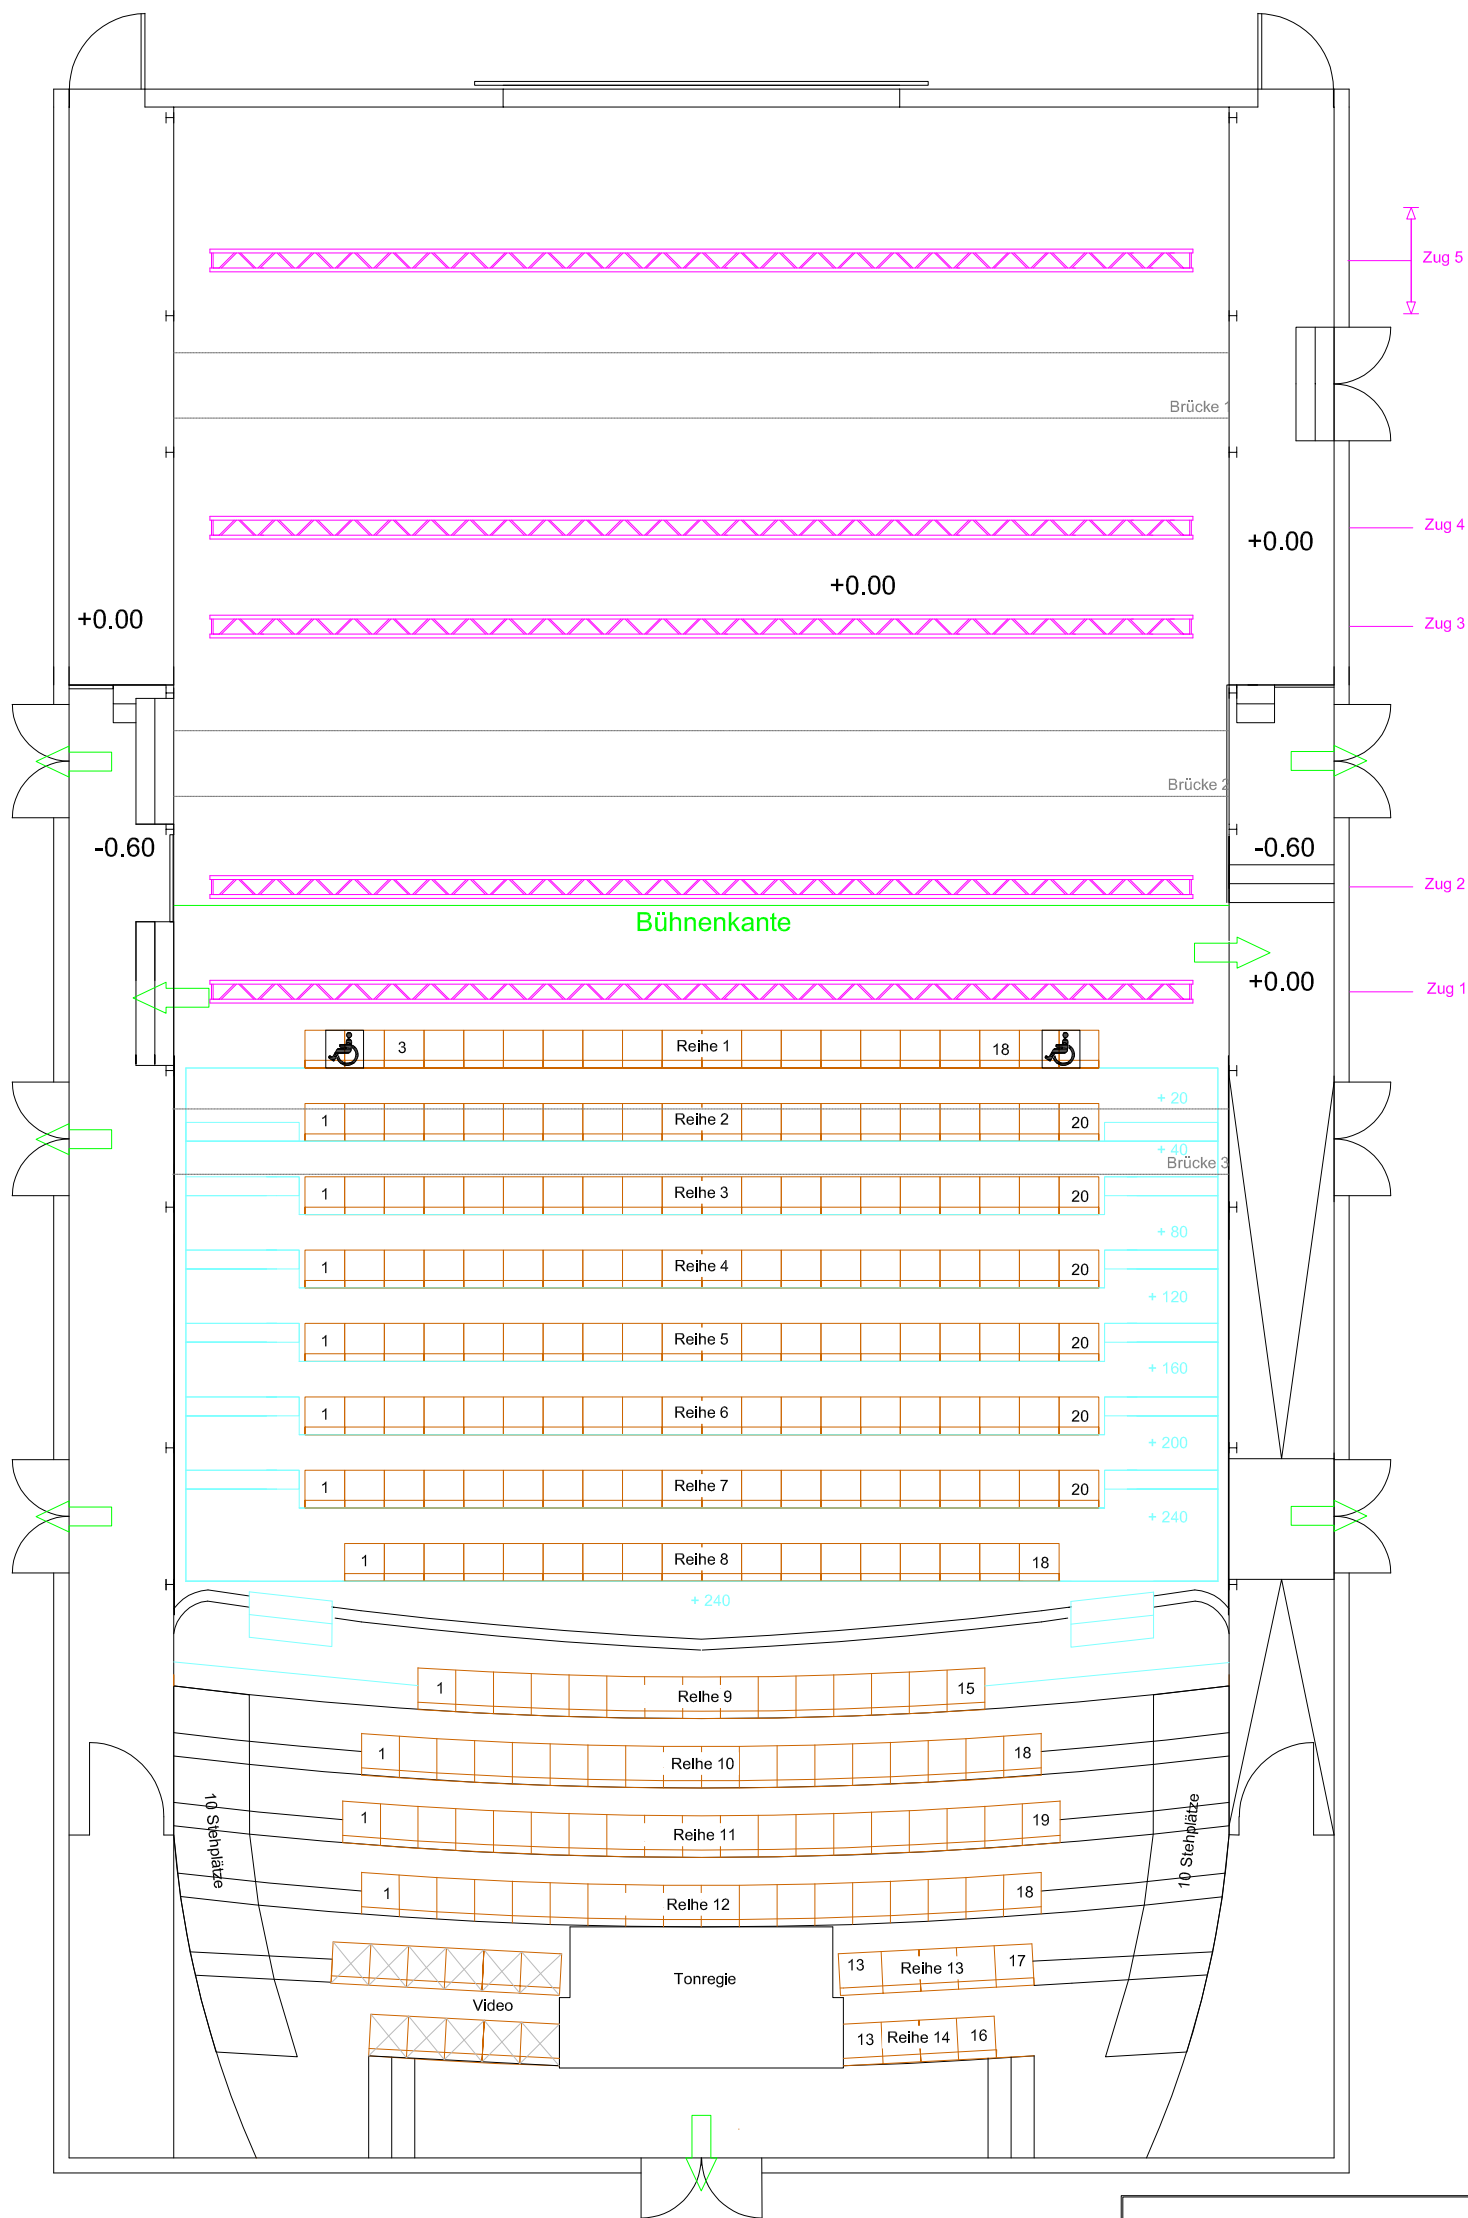 Zug 5
Brücke 1
Zug 4
+0.00
+0.00
+0.00
Zug 3
Brücke 2
-0.60
-0.60
Zug 2
Bühnenkante
+0.00
Zug 1
3 Reihe 1 18
+ 20
1 Reihe 2 20
+ 40
Brücke 3
1 Reihe 3 20
+ 80
1 Reihe 4 20
+ 120
1 Reihe 5 20
+ 160
1 Reihe 6 20
+ 200
1 Reihe 7 20
+ 240
1 Reihe 8 18
+ 240
1 Reihe 9 15
1 Reihe 10 18
1 Reihe 11 19
10 Stehplätze
10 Stehplätze
1 Reihe 12 18
Tonregie
13 Reihe 13 17
Video
13 Reihe 14 16